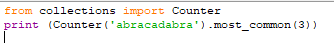 from collections import Counter
print (Counter('abracadabra').most_common(3))